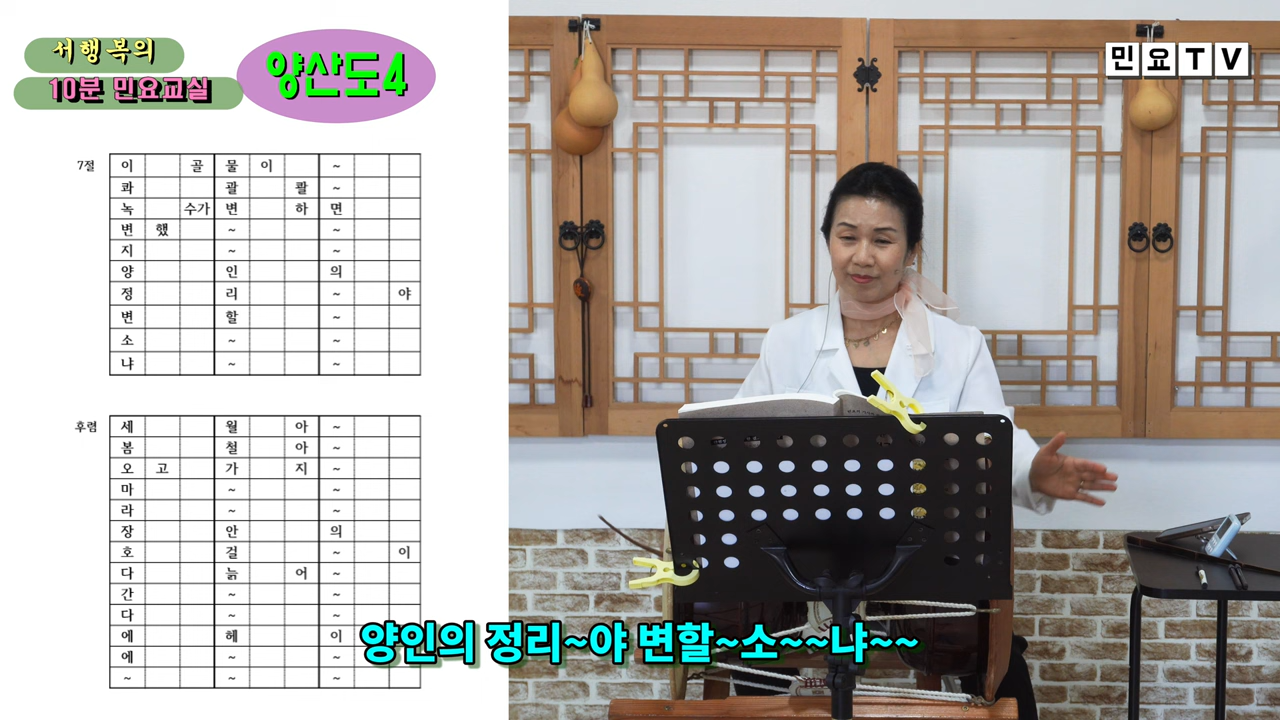 서행복의
10분 민요교실
양산도4
민요TV
7절
이 골 물 이 ~
콰 괄 콸 ~
녹 수가 변 하 면
변 했 ~ ~
지 ~ ~
양 인 의
정 리 ~ 야
변 할 ~
소 ~ ~
냐 ~ ~
후렴
세 월 아 ~
봄 철 아 ~
오 고 가 지 ~
마 ~ ~
라 ~ ~
장 안 의
호 걸 ~ 이
다 늙 어 ~
간 ~ ~
다 ~ ~
에 헤 이
에 ~ ~
~ ~ ~
양인의 정리~야 변할~소~~냐~~